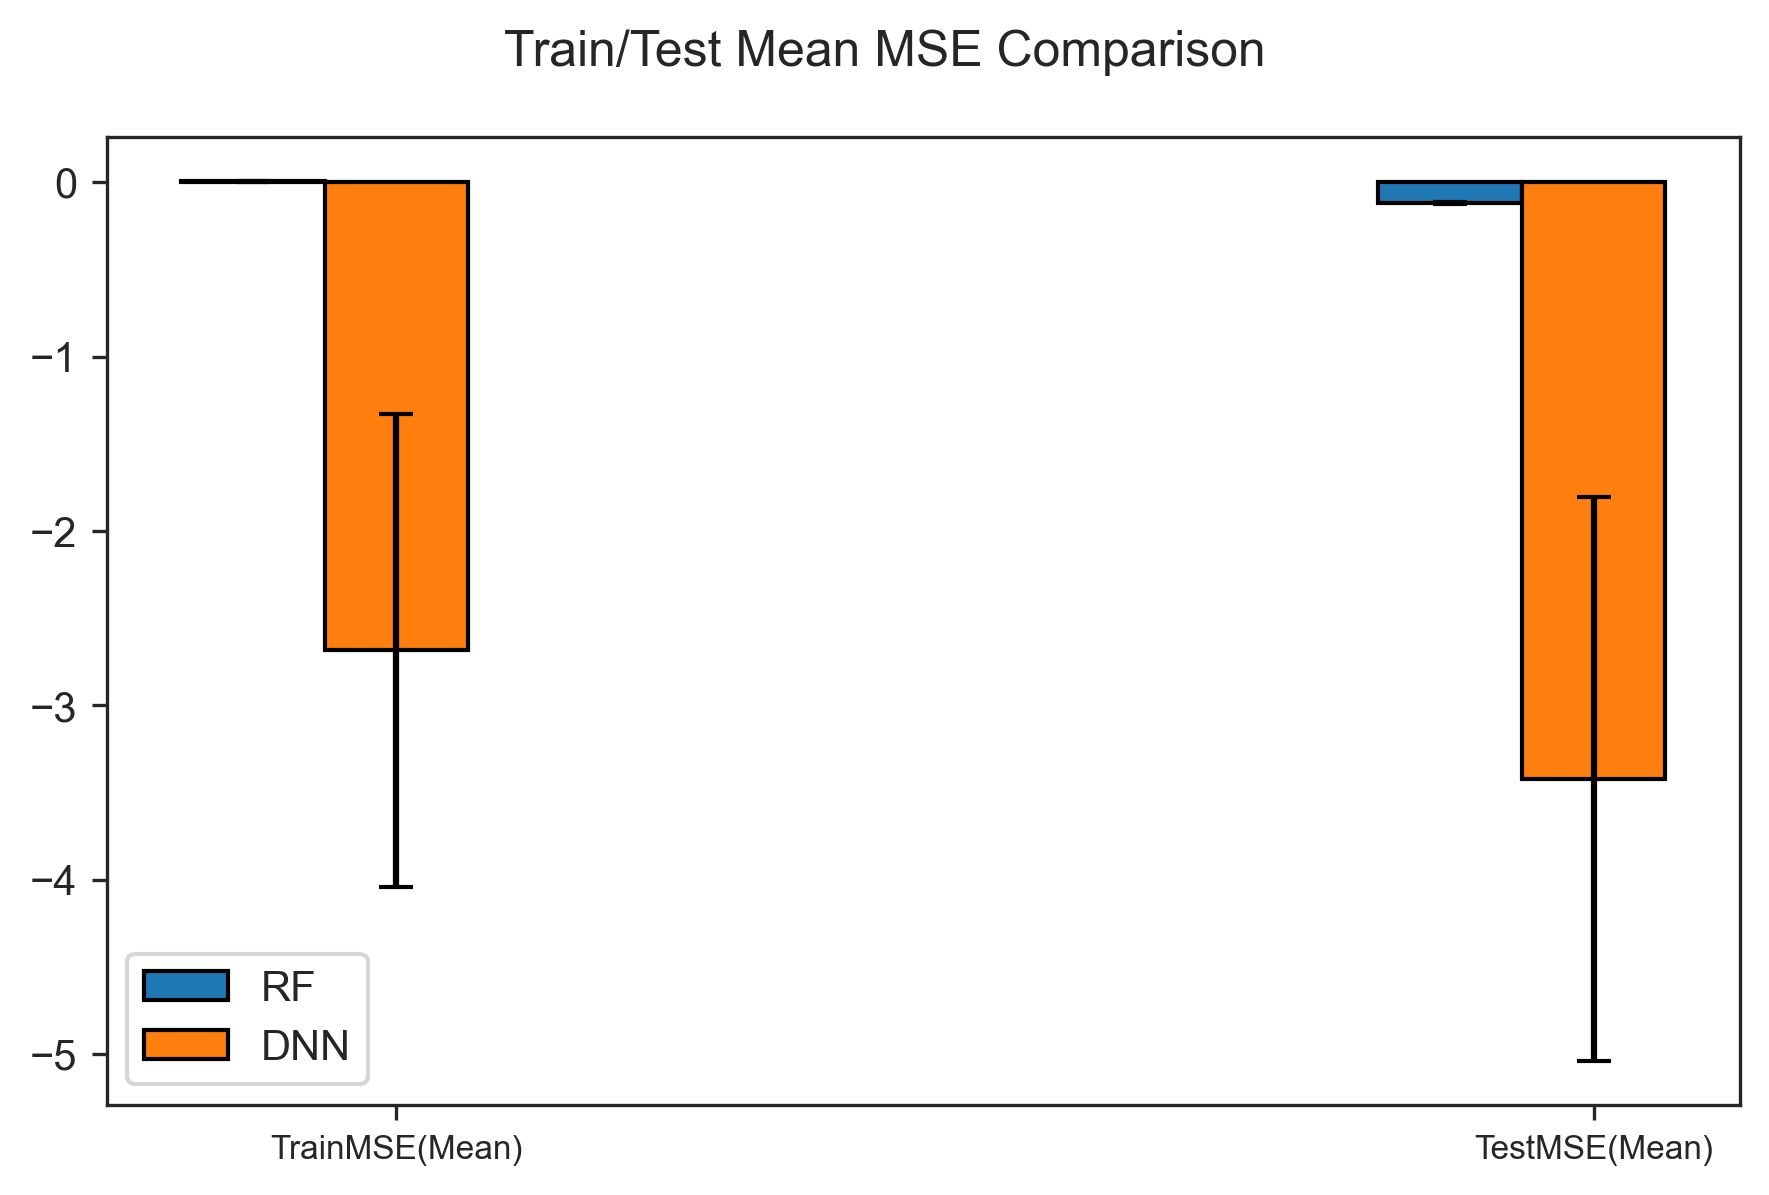 Train/Test Mean MSE Comparison
0
−1
−2
−3
−4
−5
RF
DNN
TrainMSE(Mean)
TestMSE(Mean)